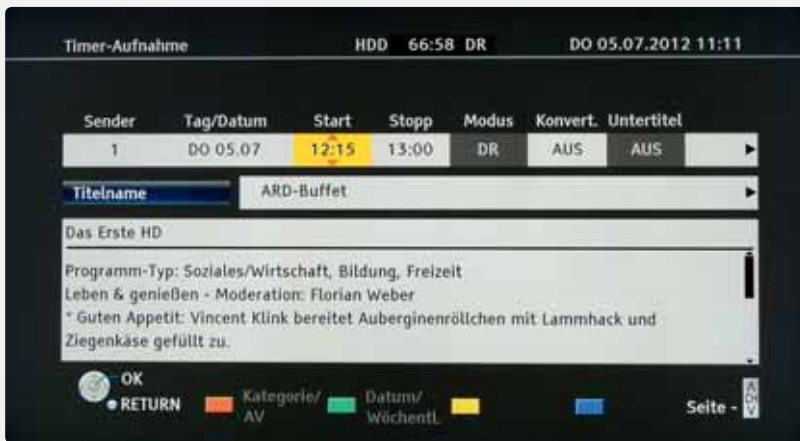 Timer-Aufnahme HDD 66:58 DR DO 05.07.2012 11:11
Sender Tag/Datum Start Stopp Modus Konvert. Untertitel
1 DO 05.07 12:15 13:00 DR AUS AUS
Titelname ARD-Buffet
Das Erste HD
Programm-Typ: Soziales/Wirtschaft, Bildung, Freizeit
Leben & genießen - Moderation: Florian Weber
* Guten Appetit: Vincent Klink bereitet Auberginenröllchen mit Lammhack und
Ziegenkäse gefüllt zu.
OK
RETURN Kategorie/ Datum/ Seite -
AV Wöchentl.
CH